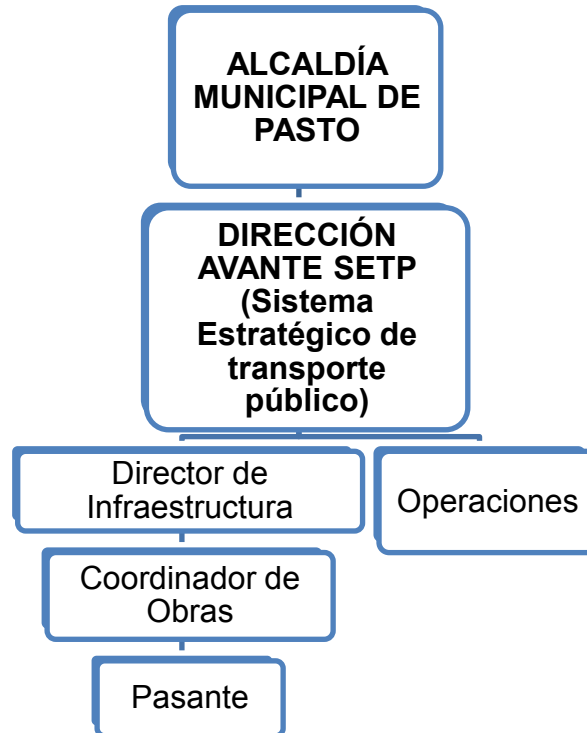 ALCALDÍA
MUNICIPAL DE
PASTO
DIRECCIÓN
AVANTE SETP
(Sistema
Estratégico de
transporte
público)
Director de
Infraestructura
Operaciones
Coordinador de
Obras
Pasante